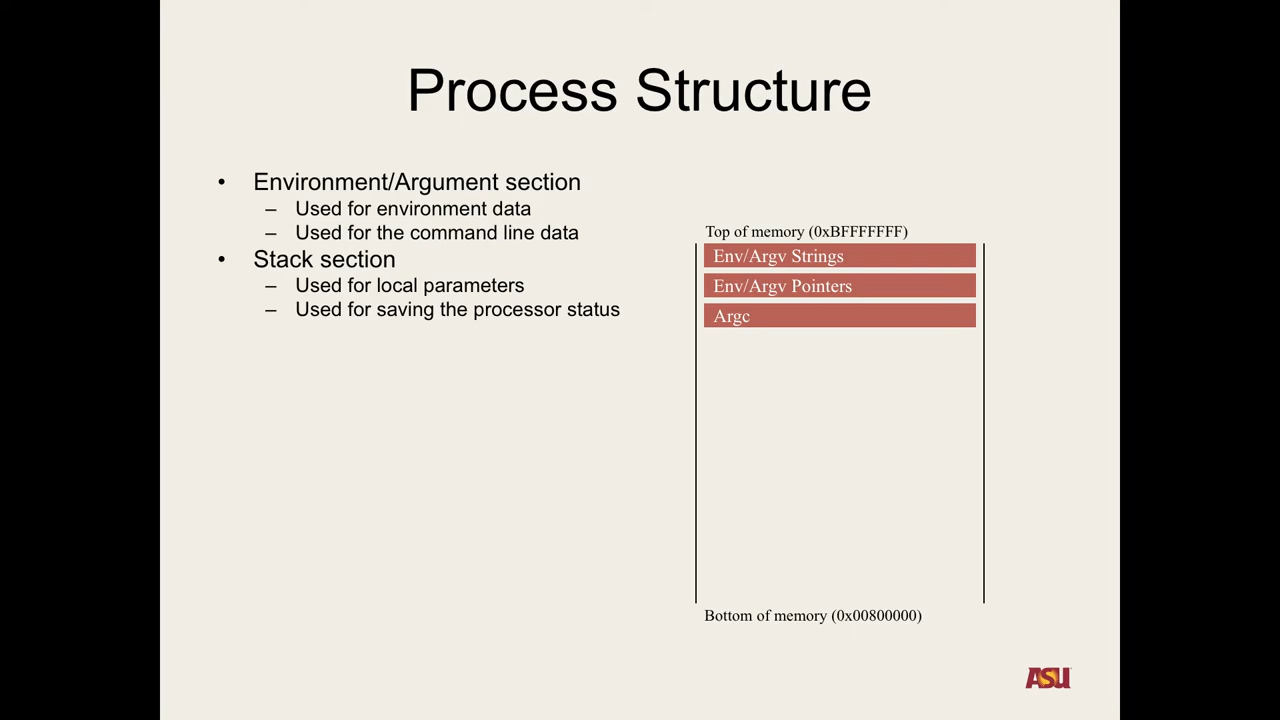 Process Structure
• Environment/Argument section
– Used for environment data
– Used for the command line data
• Stack section
– Used for local parameters
– Used for saving the processor status
Top of memory (0xBFFFFFFF)
Env/Argv Strings
Env/Argv Pointers
Argc
Bottom of memory (0x00800000)
ASU